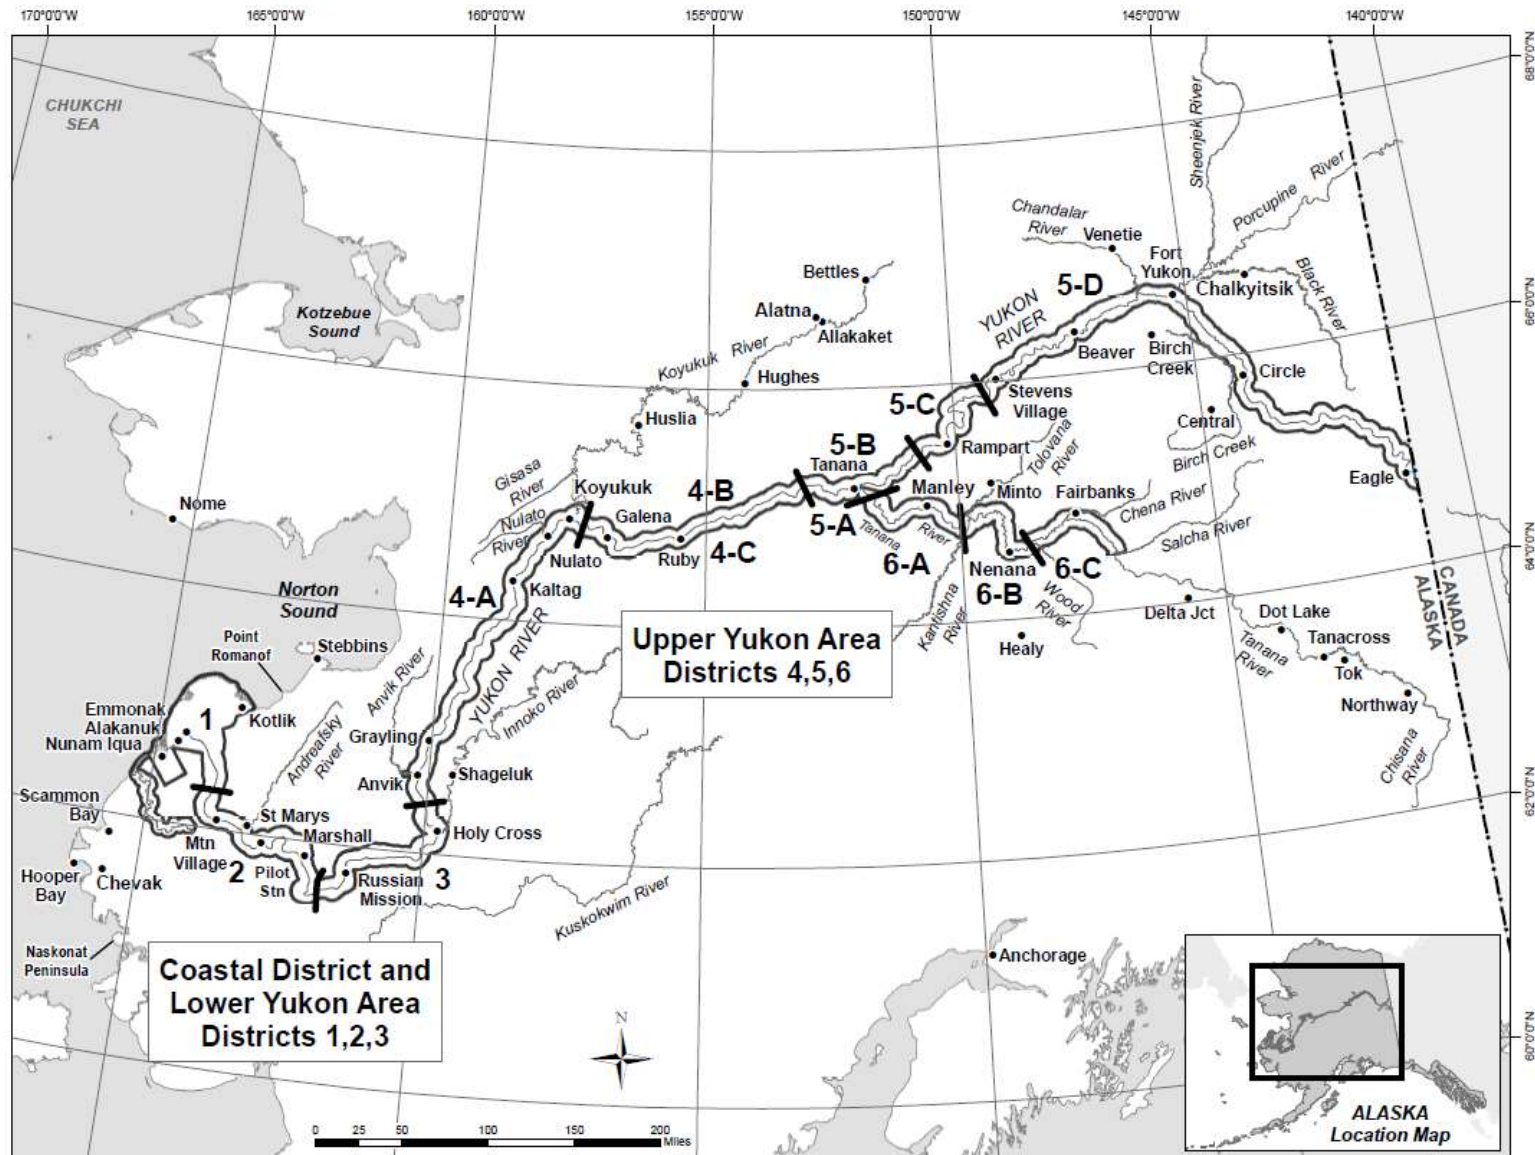 170°0'0"W
165°0'0"W
160°0'0"W
155°0'0"W
150°0'0"W
145°0'0"W
140°0'0"W
68°0'0"N
66°0'0"N
64°0'0"N
62°0'0"N
60°0'0"N
CHUKCHI
SEA
Kotzebue
Sound
Nome
Norton
Sound
Point
Romanof
Stebbins
Emmonak
Alakanuk
Nunam Iqua
1
Kotlik
Scammon
Bay
Hooper
Bay
Chevak
Naskonat
Peninsula
Andreafsky
River
Mtn
Village
St Marys
Marshall
2
Pilot
Stn
Russian
Mission
3
Holy Cross
Anvik River
Grayling
Anvik
Shageluk
YUKON RIVER
Innoko River
Kuskokwim River
4-A
Kaltag
Nulato
Gisasa
River
Nulato
River
Koyukuk
Galena
Huslia
Koyukuk River
Hughes
Alatna
Allakaket
Bettles
4-B
Ruby
4-C
5-A
Tanana
5-B
5-C
Rampart
Stevens
Village
YUKON
RIVER
5-D
Beaver
Birch
Creek
Chandalar
River
Venetie
Fort
Yukon
Chalkyitsik
Sheenjek River
Porcupine River
Black River
Circle
Central
Birch Creek
Eagle
Tanana
River
Manley
Minto
Tolovana
River
Fairbanks
Chena River
Salcha River
6-A
Nenana
6-B
6-C
Kantishna
River
Wood
River
Healy
Delta Jct
Dot Lake
Tanacross
Tok
Tanana
River
Northway
Chisana
River
CANADA
ALASKA
Upper Yukon Area
Districts 4,5,6
Coastal District and
Lower Yukon Area
Districts 1,2,3
Anchorage
N
0 25 50 100 150 200
Miles
ALASKA
Location Map